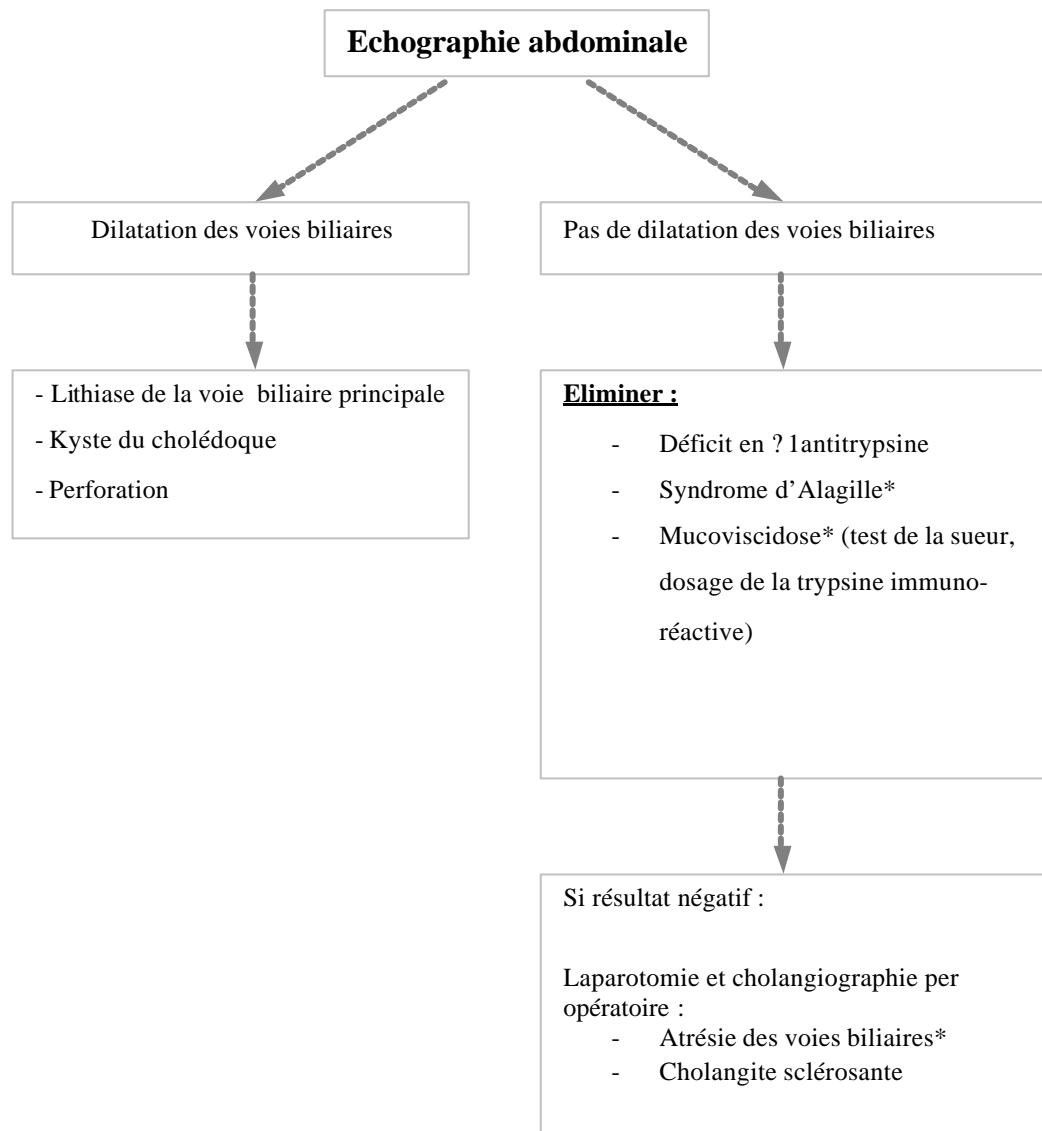 Echographie abdominale
Dilatation des voies biliaires
Pas de dilatation des voies biliaires
- Lithiase de la voie biliaire principale
- Kyste du cholédoque
- Perforation
Eliminer :
- Déficit en ? 1antitrypsine
- Syndrome d’Alagille*
- Mucoviscidose* (test de la sueur,
dosage de la trypsine immuno-
réactive)
Si résultat négatif :
Laparotomie et cholangiographie per
opératoire :
- Atrésie des voies biliaires*
- Cholangite sclérosante